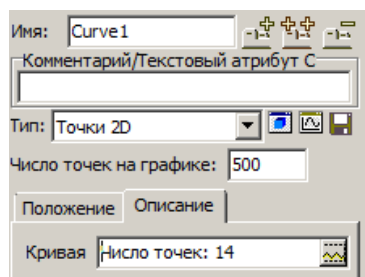 Имя: Curve1
Комментарий/Текстовый атрибут C
Тип: Точки 2D
Число точек на графике: 500
Положение Описание
Кривая Число точек: 14